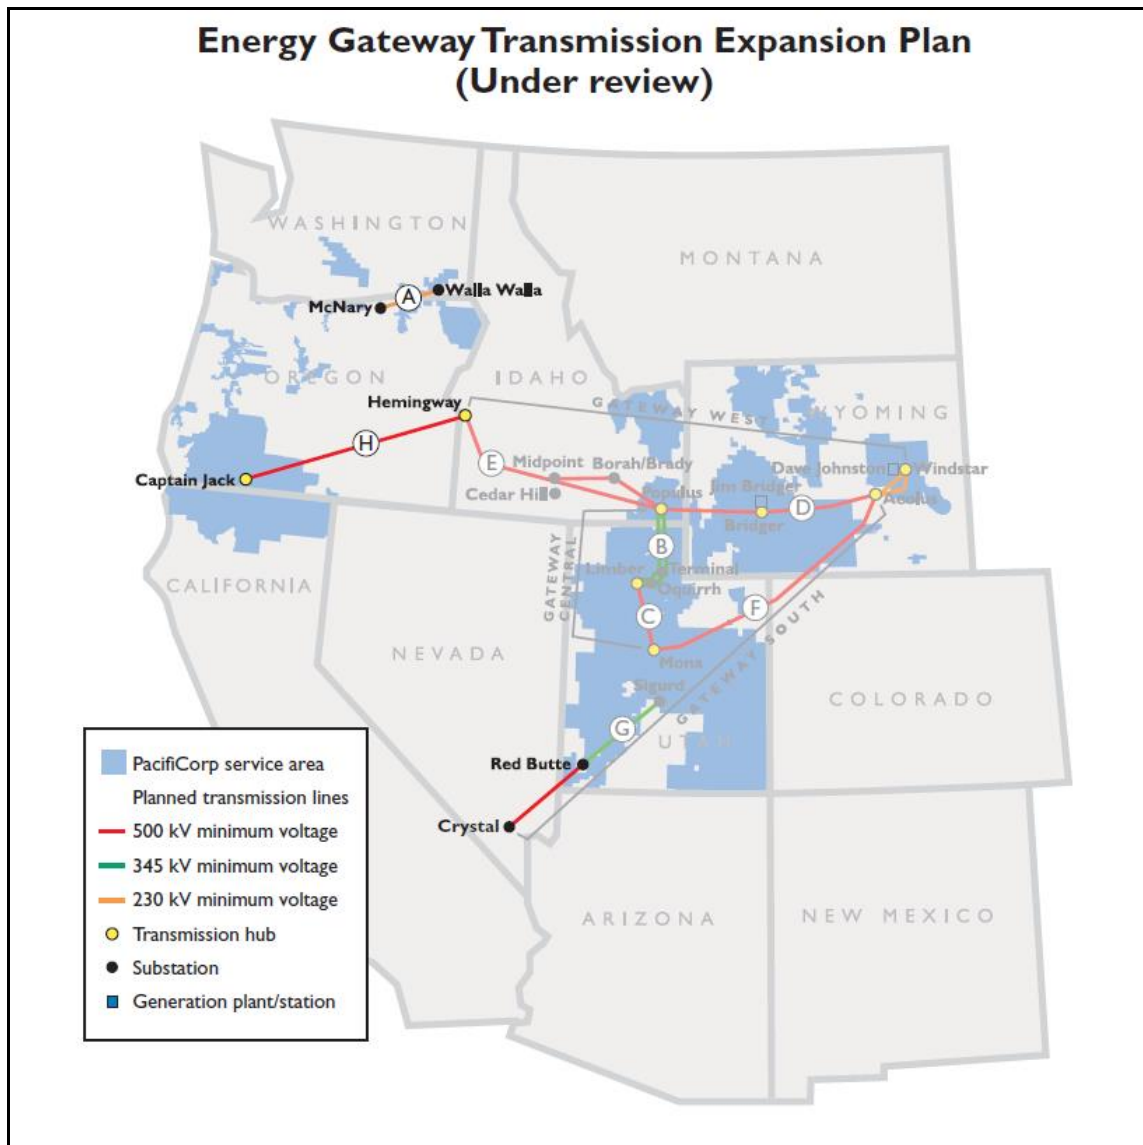 Energy Gateway Transmission Expansion Plan
(Under review)
WASHINGTON
MONTANA
Walla Walla
A
McNary
OREGON
IDAHO
Hemingway
GATEWAY WEST
WYOMING
H
E
Midpoint
Borah/Brady
Dave Johnston
Windstar
Captain Jack
Cedar Hill
Populus
Jim Bridger
Aeolus
D
Bridger
B
GATEWAY
CENTRAL
Limber
Terminal
Oquirrh
CALIFORNIA
C
F
GATEWAY SOUTH
NEVADA
Mona
Sigurd
COLORADO
G
UTAH
Red Butte
Crystal
PacifiCorp service area
Planned transmission lines
500 kV minimum voltage
345 kV minimum voltage
230 kV minimum voltage
Transmission hub
Substation
Generation plant/station
ARIZONA
NEW MEXICO